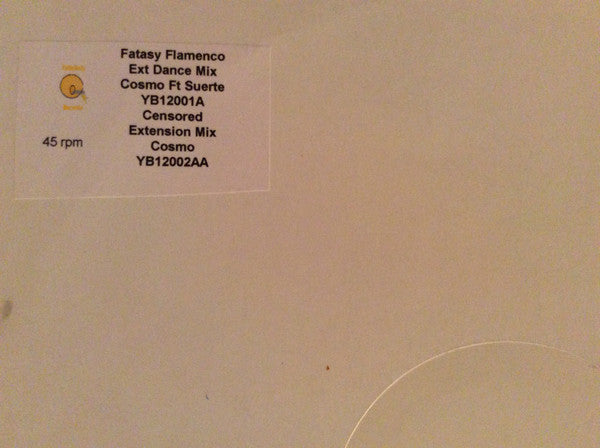 Fatasy Flamenco
Ext Dance Mix
Cosmo Ft Suerte
YB12001A
Censored
Extension Mix
Cosmo
YB12002AA
45 rpm